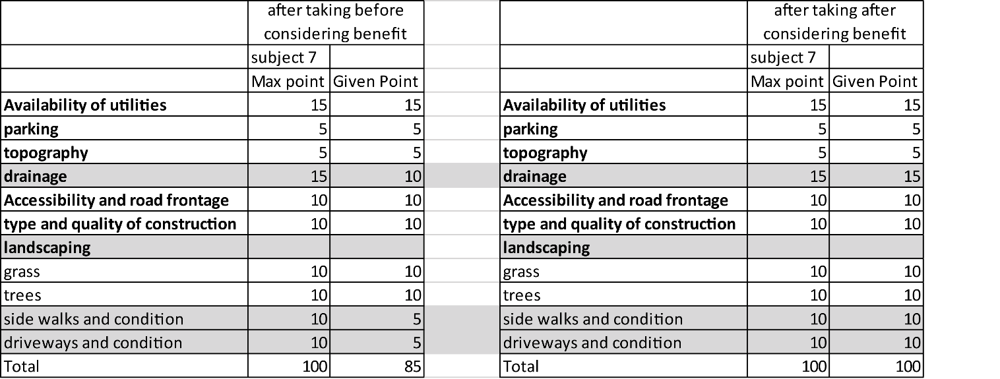 after taking before
considering benefit
after taking after
considering benefit
subject 7
subject 7
Max point Given Point
Max point Given Point
Availability of utilities 15 15
Availability of utilities 15 15
parking 5 5
parking 5 5
topography 5 5
topography 5 5
drainage 15 10
drainage 15 15
Accessibility and road frontage 10 10
Accessibility and road frontage 10 10
type and quality of construction 10 10
type and quality of construction 10 10
landscaping
landscaping
grass 10 10
grass 10 10
trees 10 10
trees 10 10
side walks and condition 10 5
side walks and condition 10 10
driveways and condition 10 5
driveways and condition 10 10
Total 100 85
Total 100 100